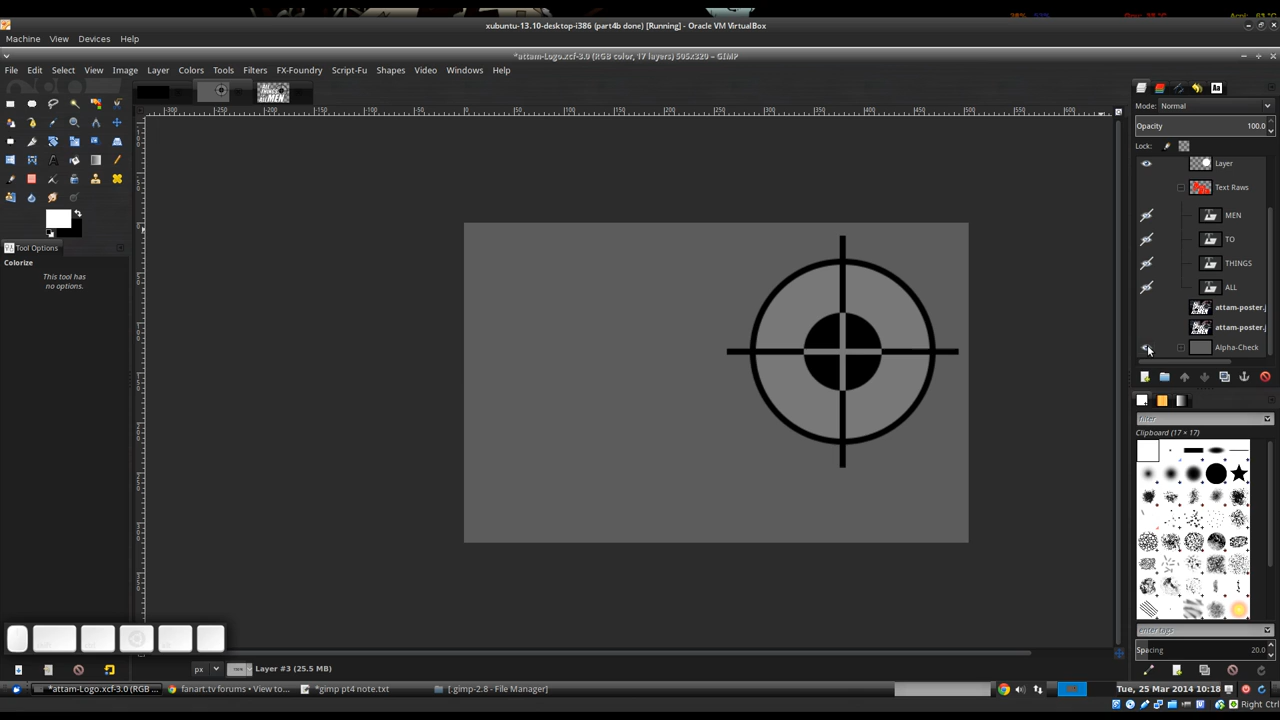 xubuntu-13.10-desktop-i386 (part4b done) [Running] - Oracle VM VirtualBox
Machine View Devices Help
*attam-Logo.xcf-3.0 (RGB color, 17 layers) 505x320 – GIMP
File Edit Select View Image Layer Colors Tools Filters FX-Foundry Script-Fu Shapes Video Windows Help
Mode: Normal
Opacity 100.0
Lock:
Layer
Text Raws
MEN
TO
THINGS
ALL
attam-poster.j
attam-poster.j
Alpha-Check
Tool Options
Colorize
This tool has
no options.
filter
Clipboard (17 × 17)
enter tags
Spacing 20.0
px Layer #3 (25.5 MB)
*attam-Logo.xcf-3.0 (RGB ... fanart.tv forums • View to... *gimp pt4 note.txt [.gimp-2.8 - File Manager] Tue, 25 Mar 2014 10:18
Right Ctrl